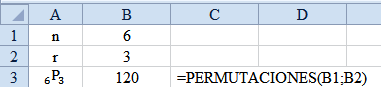 A B C D
1 n 6
2 r 3
3 ₆P₃ 120 =PERMUTACIONES(B1;B2)